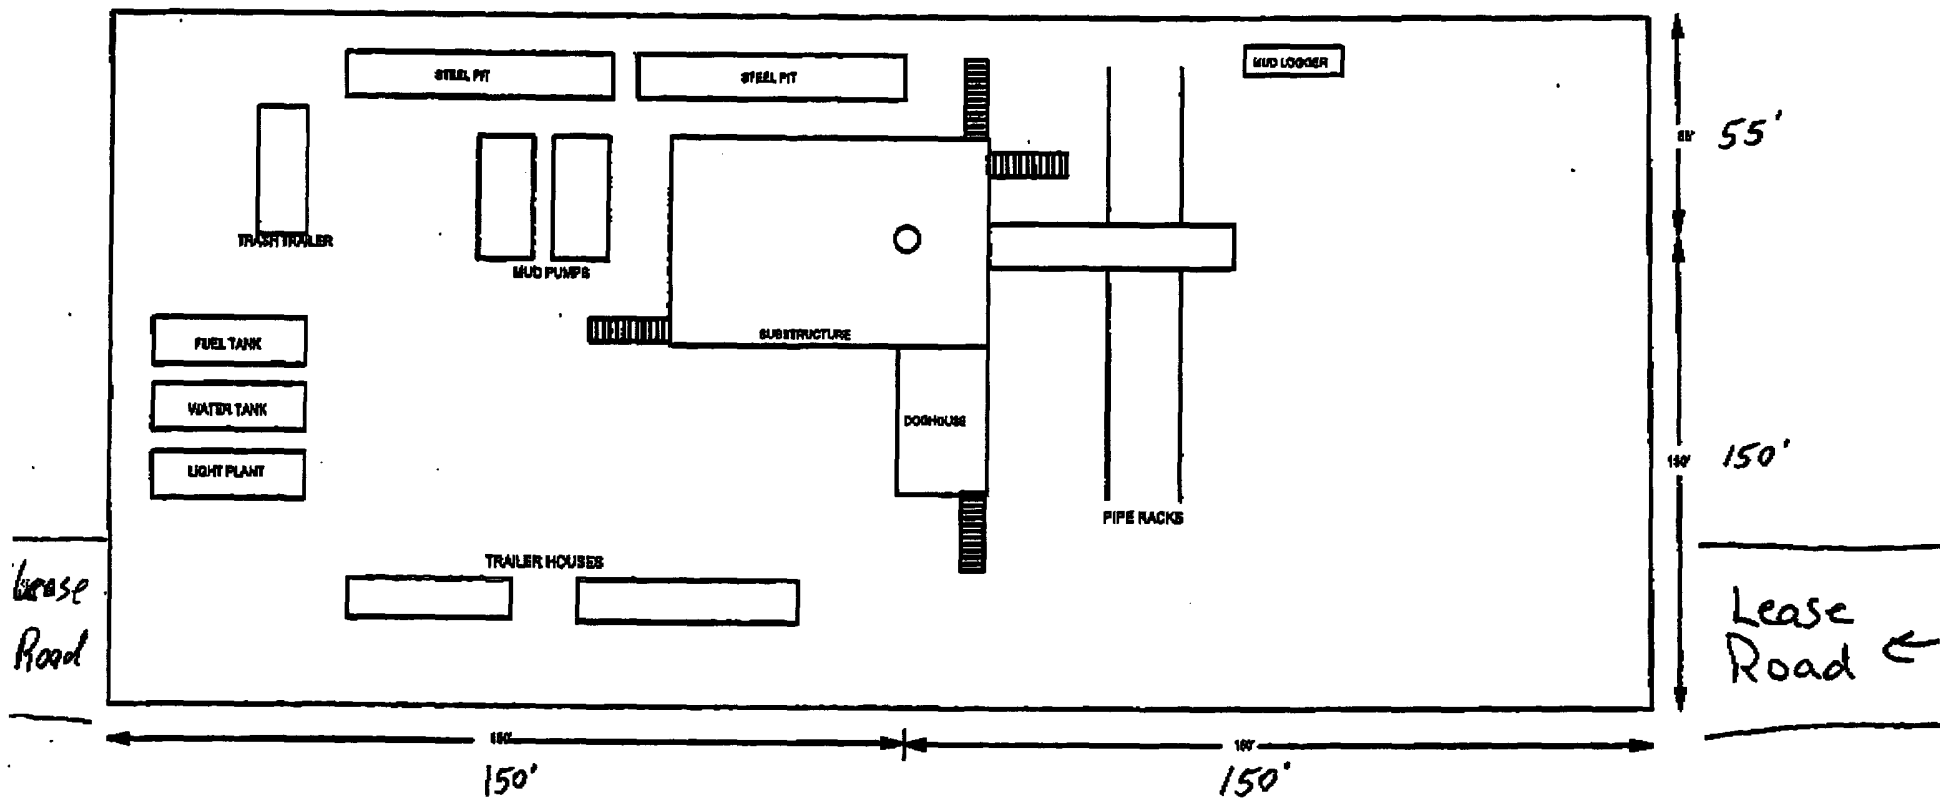 STEEL PIT
STEEL PIT
MUD LOGGER
55'
TRASH TRAILER
MUD PUMPS
FUEL TANK
SUBSTRUCTURE
WATER TANK
DOGHOUSE
LIGHT PLANT
150'
150'
PIPE RACKS
TRAILER HOUSES
Lease
Road
Lease
Road
150'
150'